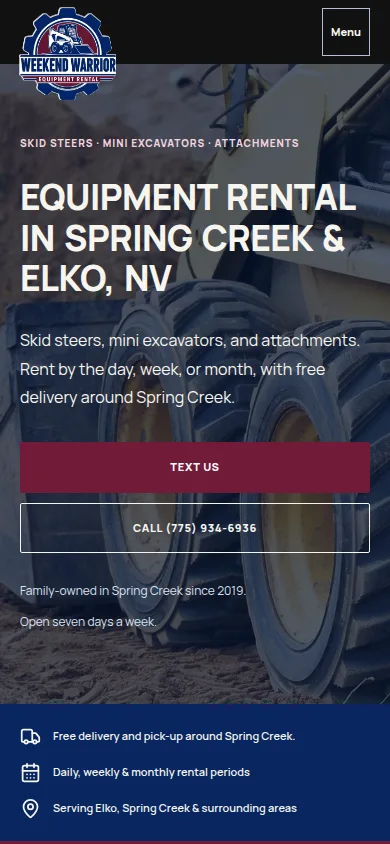 WEEKEND WARRIOR
EQUIPMENT RENTAL
Menu
SKID STEERS · MINI EXCAVATORS · ATTACHMENTS
EQUIPMENT RENTAL
IN SPRING CREEK &
ELKO, NV
Skid steers, mini excavators, and attachments.
Rent by the day, week, or month, with free
delivery around Spring Creek.
TEXT US
CALL (775) 934-6936
Family-owned in Spring Creek since 2019.
Open seven days a week.
Free delivery and pick-up around Spring Creek.
Daily, weekly & monthly rental periods
Serving Elko, Spring Creek & surrounding areas